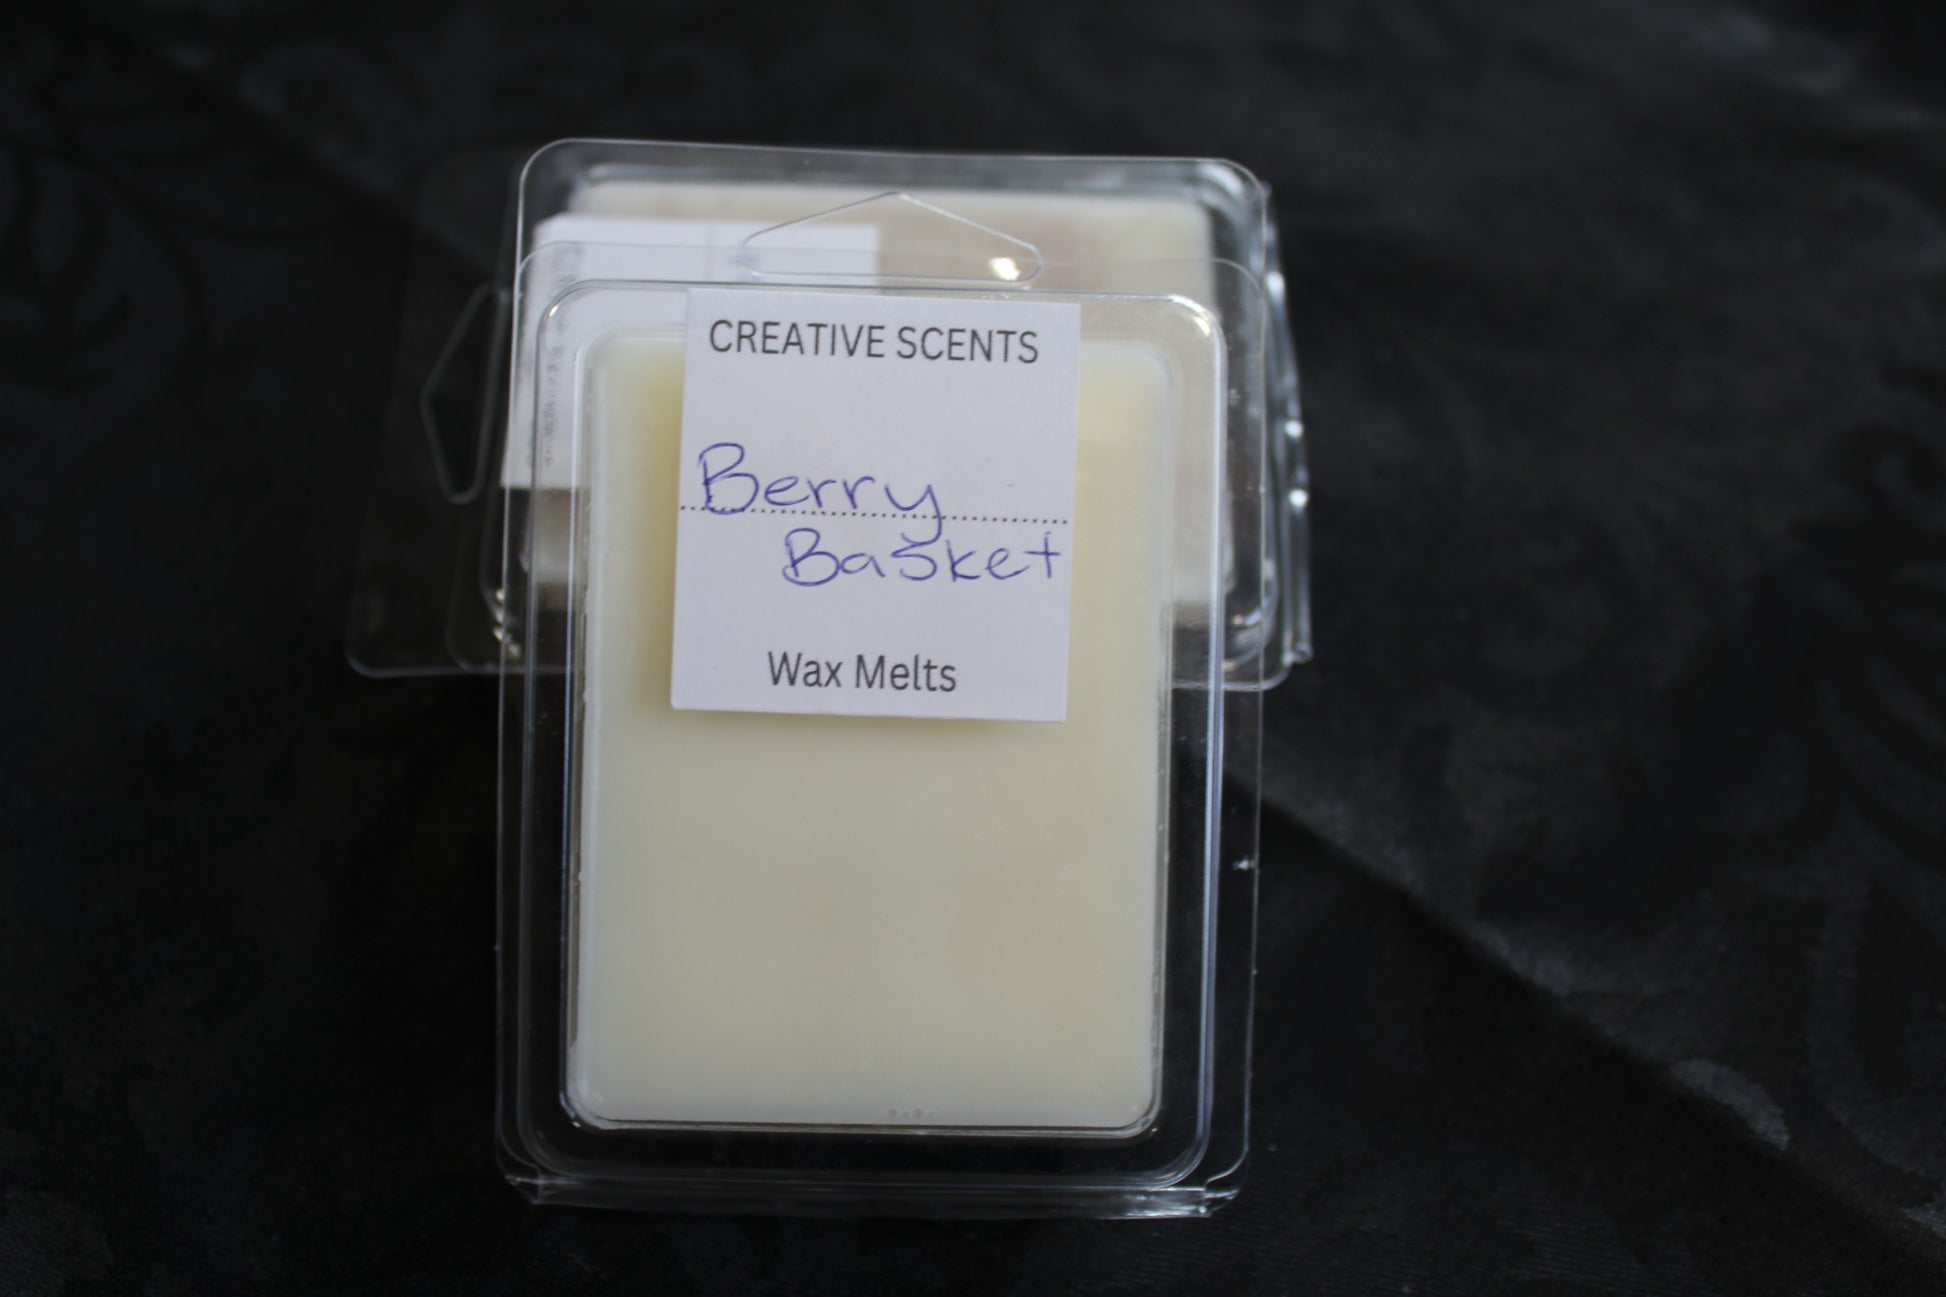 CREATIVE SCENTS
Berry
Basket
Wax Melts